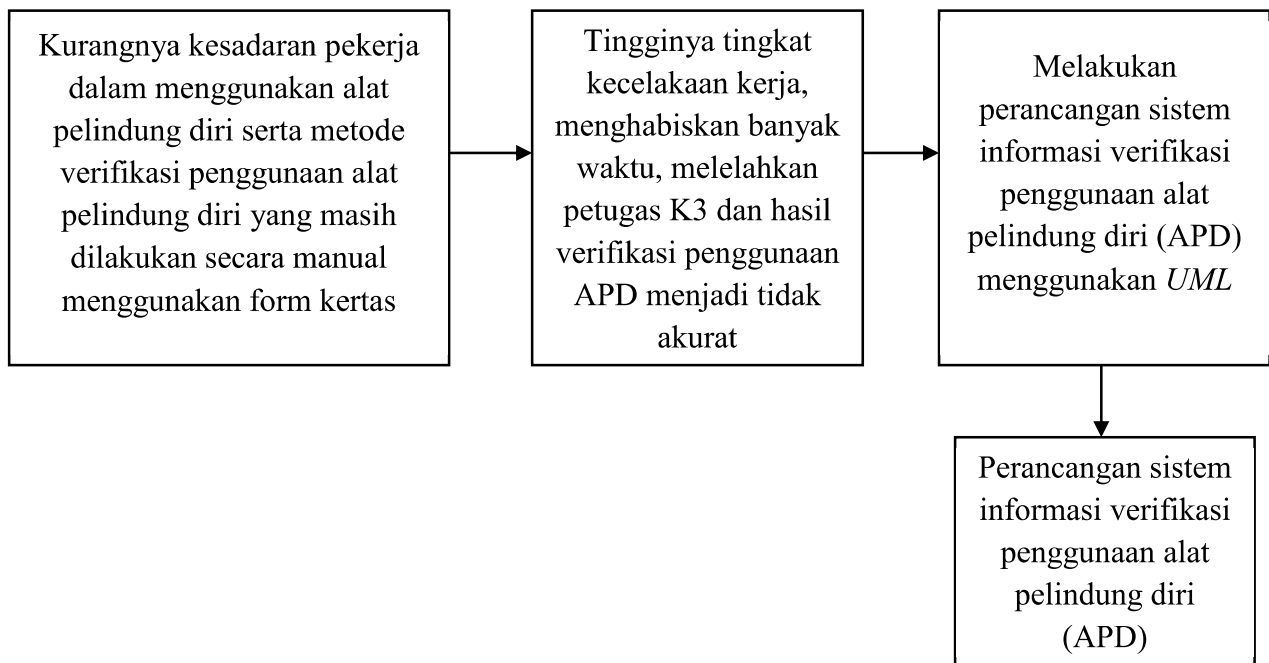 Kurangnya kesadaran pekerja
dalam menggunakan alat
pelindung diri serta metode
verifikasi penggunaan alat
pelindung diri yang masih
dilakukan secara manual
menggunakan form kertas
Tingginya tingkat
kecelakaan kerja,
menghabiskan banyak
waktu, melelahkan
petugas K3 dan hasil
verifikasi penggunaan
APD menjadi tidak
akurat
Melakukan
perancangan sistem
informasi verifikasi
penggunaan alat
pelindung diri (APD)
menggunakan UML
Perancangan sistem
informasi verifikasi
penggunaan alat
pelindung diri
(APD)